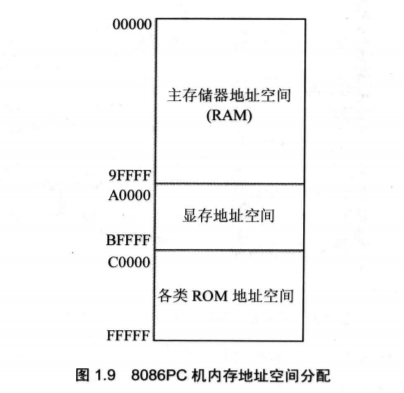 00000
主存储器地址空间
(RAM)
9FFFF
A0000
显存地址空间
BFFFF
C0000
各类 ROM 地址空间
FFFFF
图 1.9 8086PC 机内存地址空间分配